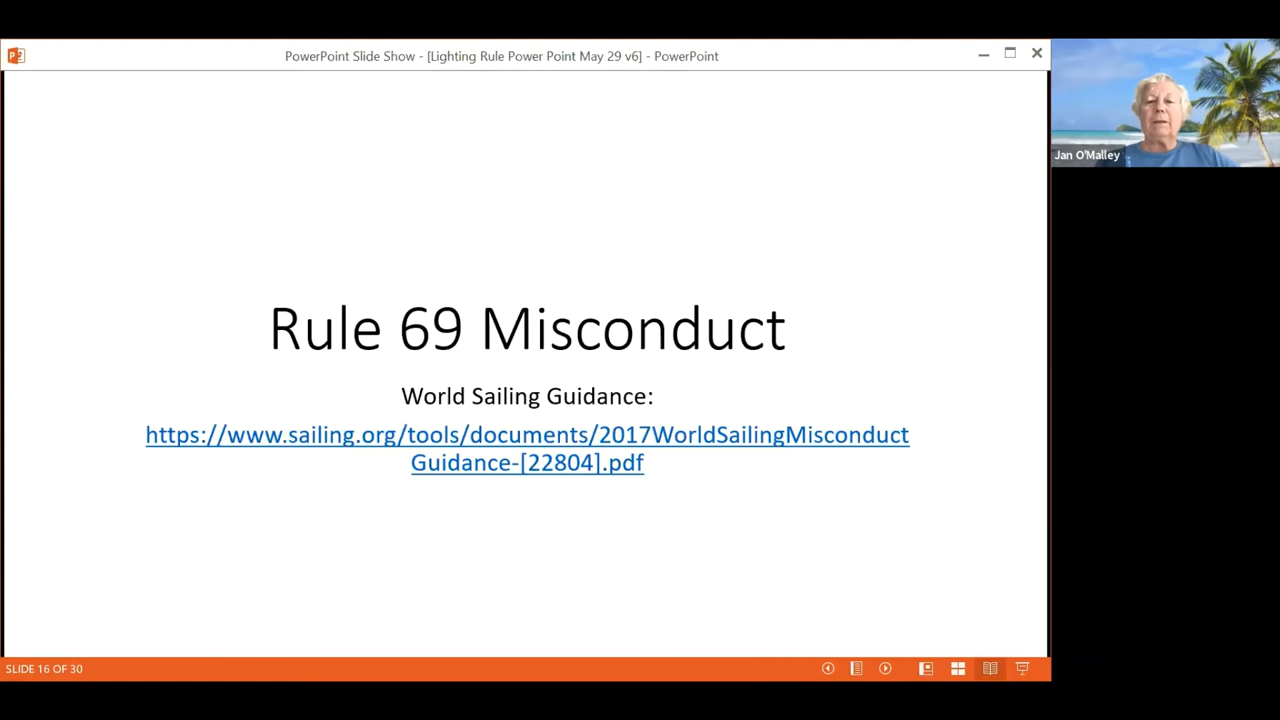 PowerPoint Slide Show - [Lighting Rule Power Point May 29 v6] - PowerPoint
Jan O'Malley
Rule 69 Misconduct
World Sailing Guidance:
https://www.sailing.org/tools/documents/2017WorldSailingMisconduct
Guidance-[22804].pdf
SLIDE 16 OF 30